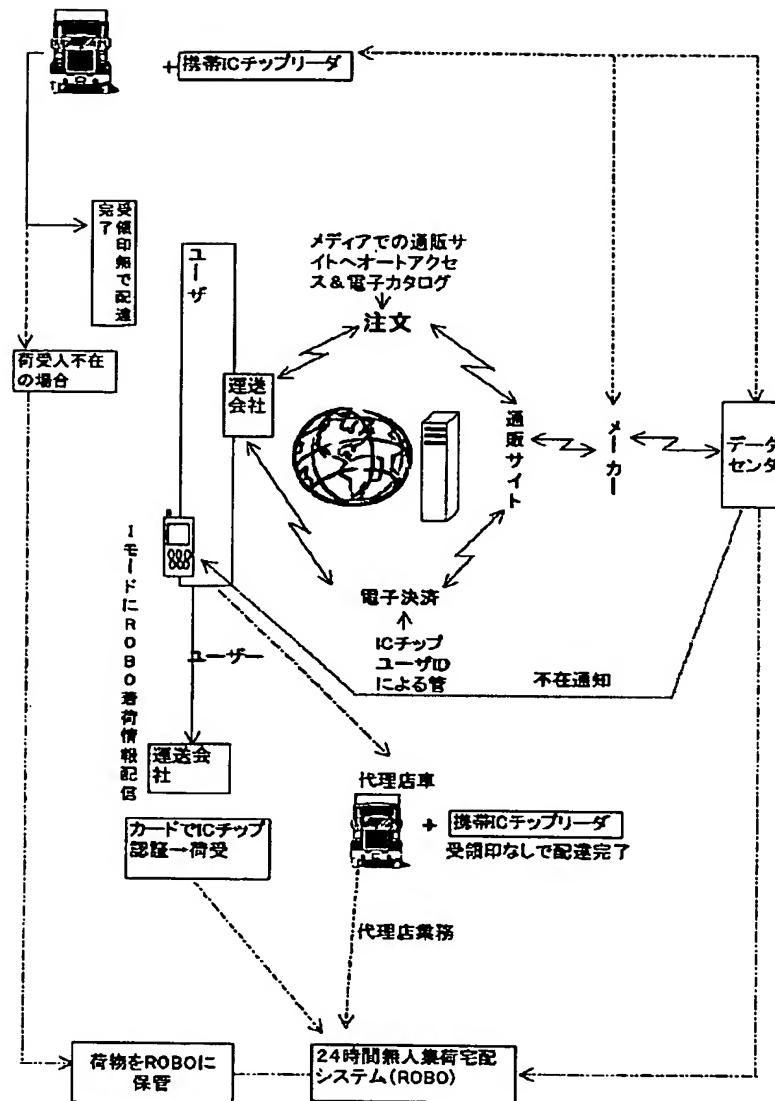 + 携帯ICチップリーダ
受領印無で配達
完了
ユーザ
メディアでの通販サ
イトへオートアクセ
ス&電子カタログ
注文
荷受人不在
の場合
運送
会社
通販サイト
メーカー
データ
センタ
IモードにROBO着荷情報配信
電子決済
ICチップ
ユーザID
による管
不在通知
ユーザー
運送会
社
代理店車
カードでICチップ
認証→荷受
+ 携帯ICチップリーダ
受領印なしで配達完了
代理店業務
荷物をROBOに
保管
24時間無人集荷宅配
システム(ROBO)